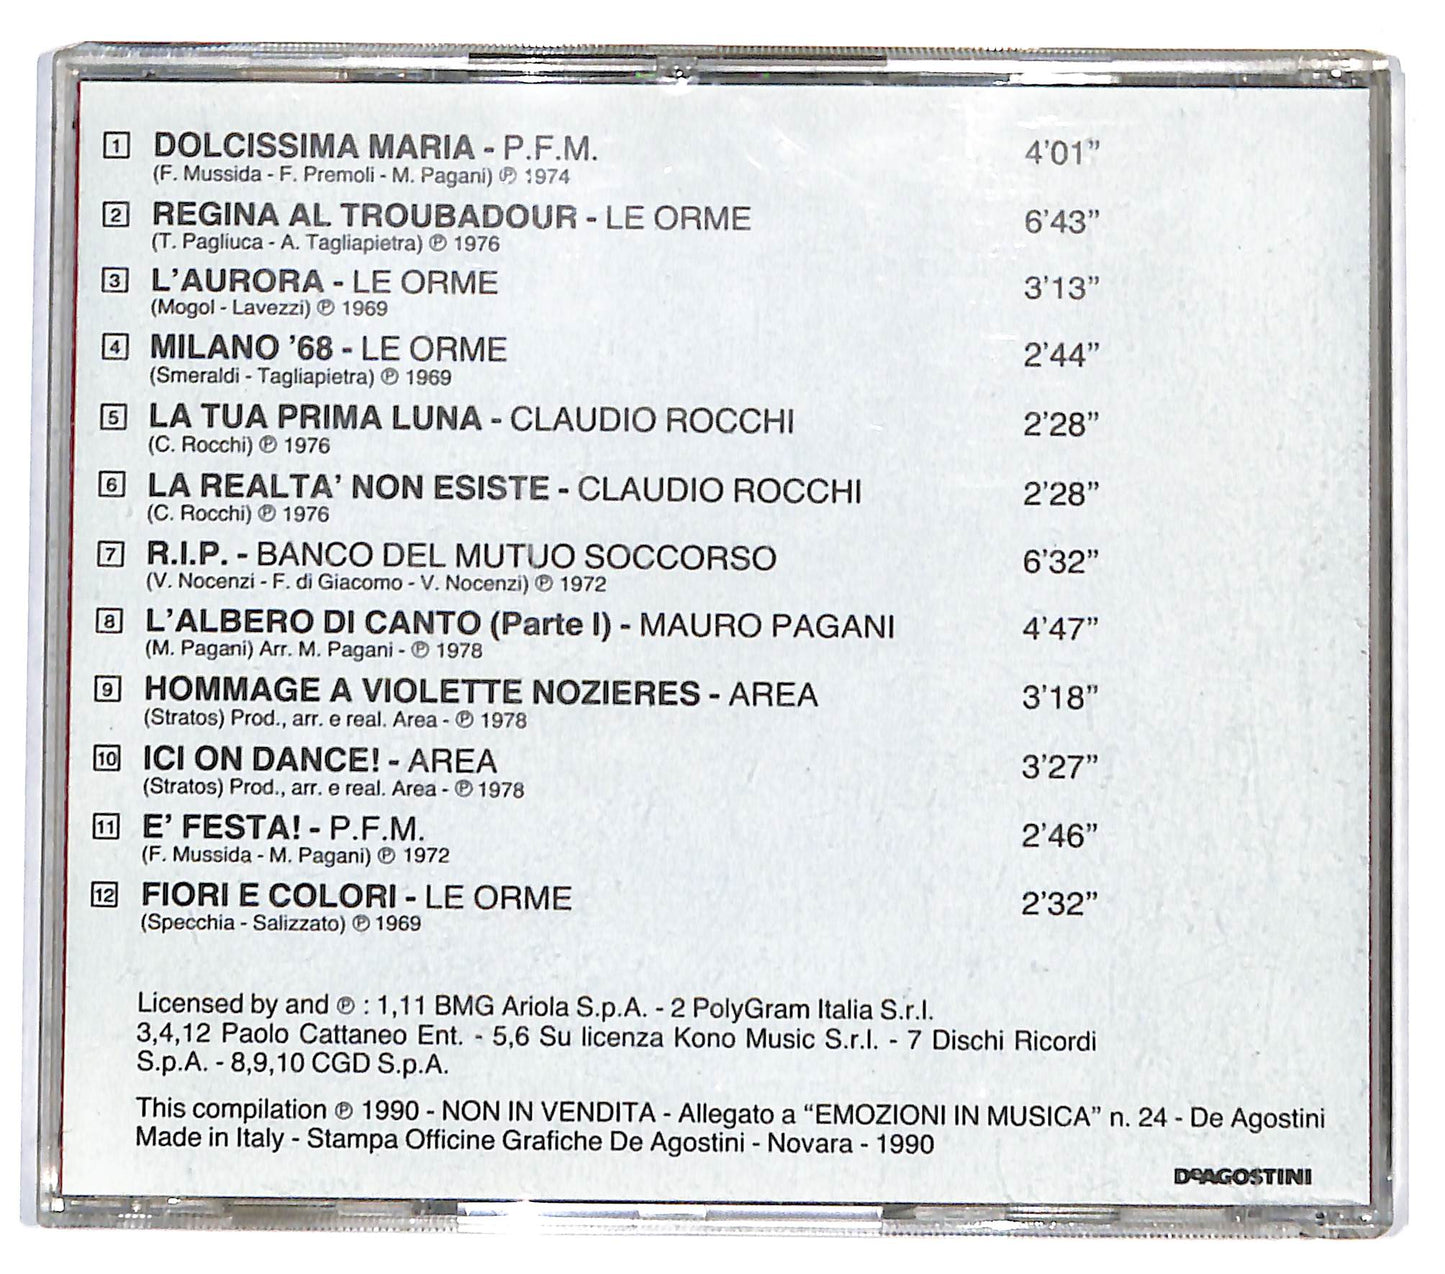 1 DOLCISSIMA MARIA - P.F.M. 4'01"
(F. Mussida - F. Premoli - M. Pagani) ℗ 1974
2 REGINA AL TROUBADOUR - LE ORME 6'43"
(T. Pagliuca - A. Tagliapietra) ℗ 1976
3 L'AURORA - LE ORME 3'13"
(Mogol - Lavezzi) ℗ 1969
4 MILANO '68 - LE ORME 2'44"
(Smeraldi - Tagliapietra) ℗ 1969
5 LA TUA PRIMA LUNA - CLAUDIO ROCCHI 2'28"
(C. Rocchi) ℗ 1976
6 LA REALTA' NON ESISTE - CLAUDIO ROCCHI 2'28"
(C. Rocchi) ℗ 1976
7 R.I.P. - BANCO DEL MUTUO SOCCORSO 6'32"
(V. Nocenzi - F. di Giacomo - V. Nocenzi) ℗ 1972
8 L'ALBERO DI CANTO (Parte I) - MAURO PAGANI 4'47"
(M. Pagani) Arr. M. Pagani - ℗ 1978
9 HOMMAGE A VIOLETTE NOZIERES - AREA 3'18"
(Stratos) Prod., arr. e real. Area - ℗ 1978
10 ICI ON DANCE! - AREA 3'27"
(Stratos) Prod., arr. e real. Area - ℗ 1978
11 E' FESTA! - P.F.M. 2'46"
(F. Mussida - M. Pagani) ℗ 1972
12 FIORI E COLORI - LE ORME 2'32"
(Specchia - Salizzato) ℗ 1969
Licensed by and ℗ : 1,11 BMG Ariola S.p.A. - 2 PolyGram Italia S.r.l.
3,4,12 Paolo Cattaneo Ent. - 5,6 Su licenza Kono Music S.r.l. - 7 Dischi Ricordi
S.p.A. - 8,9,10 CGD S.p.A.
This compilation ℗ 1990 - NON IN VENDITA - Allegato a "EMOZIONI IN MUSICA" n. 24 - De Agostini
Made in Italy - Stampa Officine Grafiche De Agostini - Novara - 1990
DeAGOSTINI